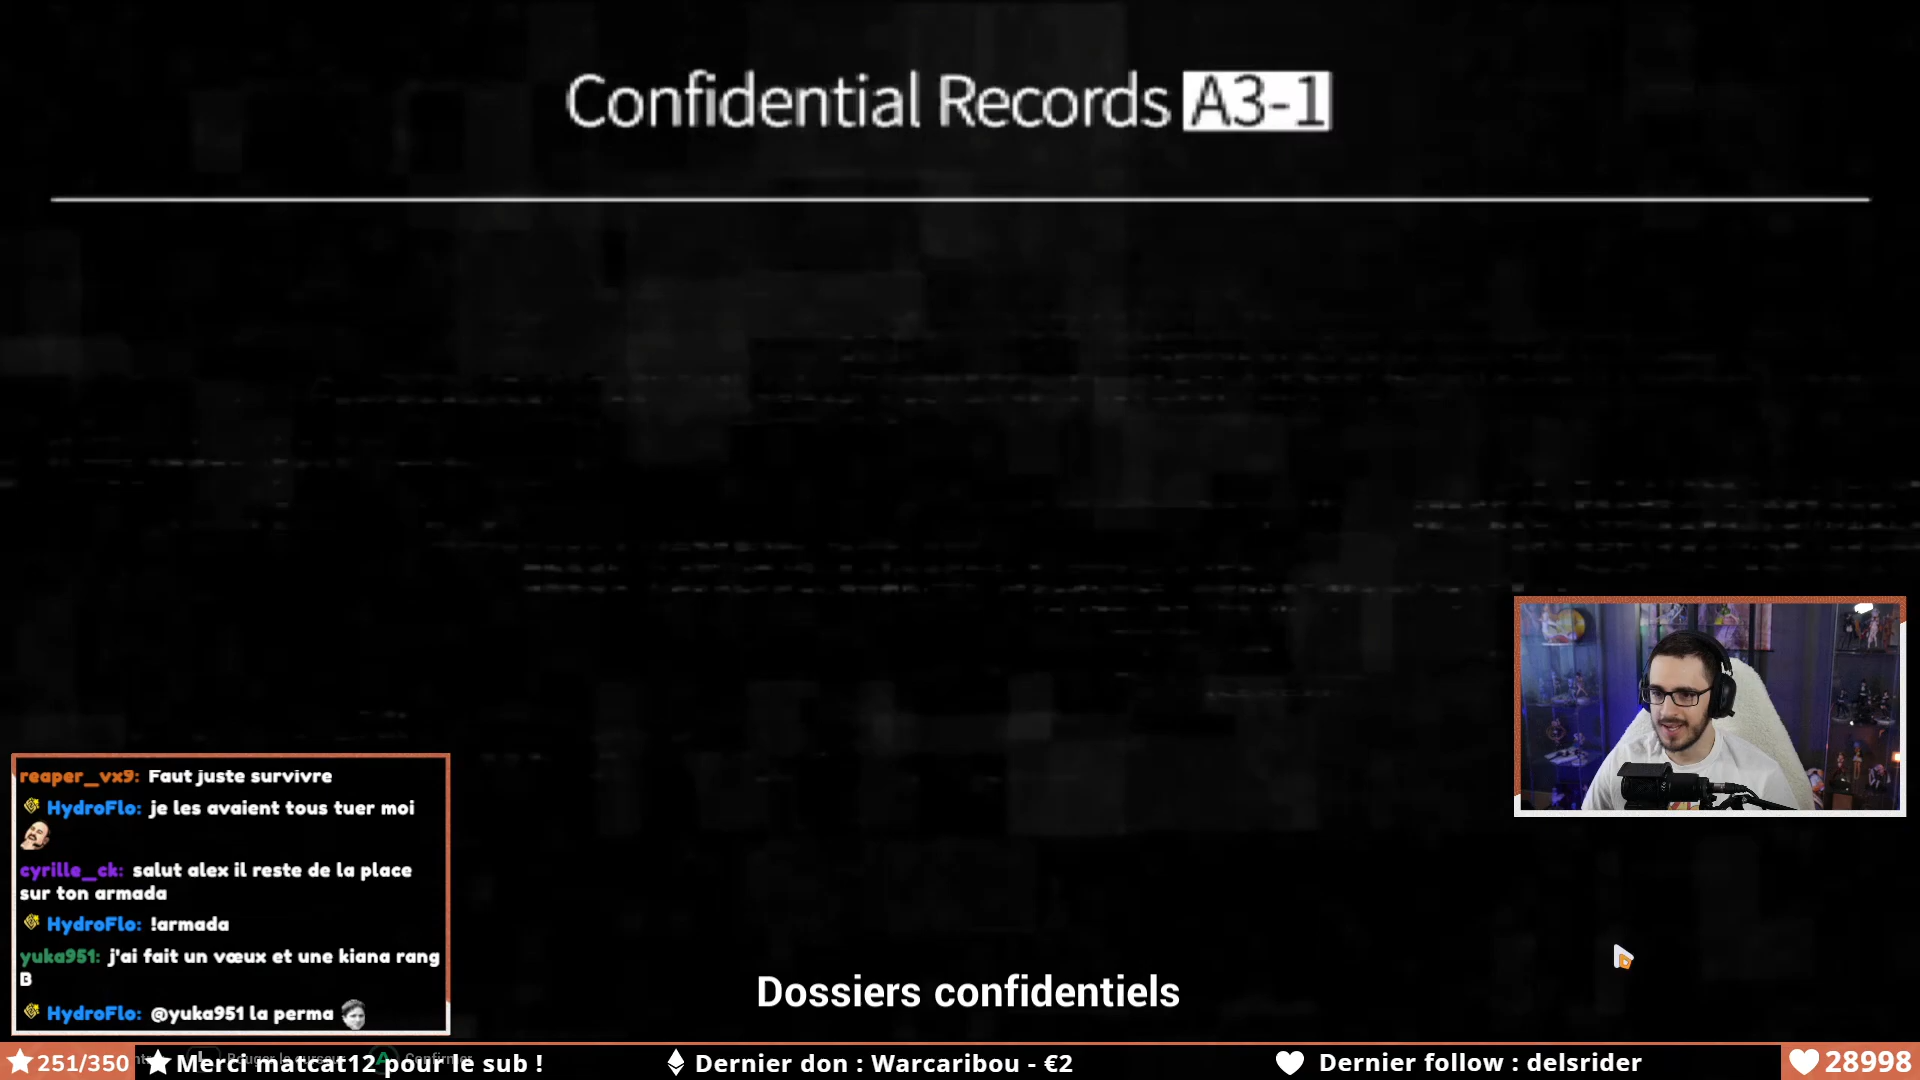 Confidential Records A3-1
reaper_vx9: Faut juste survivre
HydroFlo: je les avaient tous tuer moi
cyrille_ck: salut alex il reste de la place
sur ton armada
HydroFlo: !armada
yuka951: j'ai fait un vœux et une kiana rang
B
HydroFlo: @yuka951 la perma
Dossiers confidentiels
251/350
Merci matcat12 pour le sub !
Dernier don : Warcaribou - €2
Dernier follow : delsrider
28998